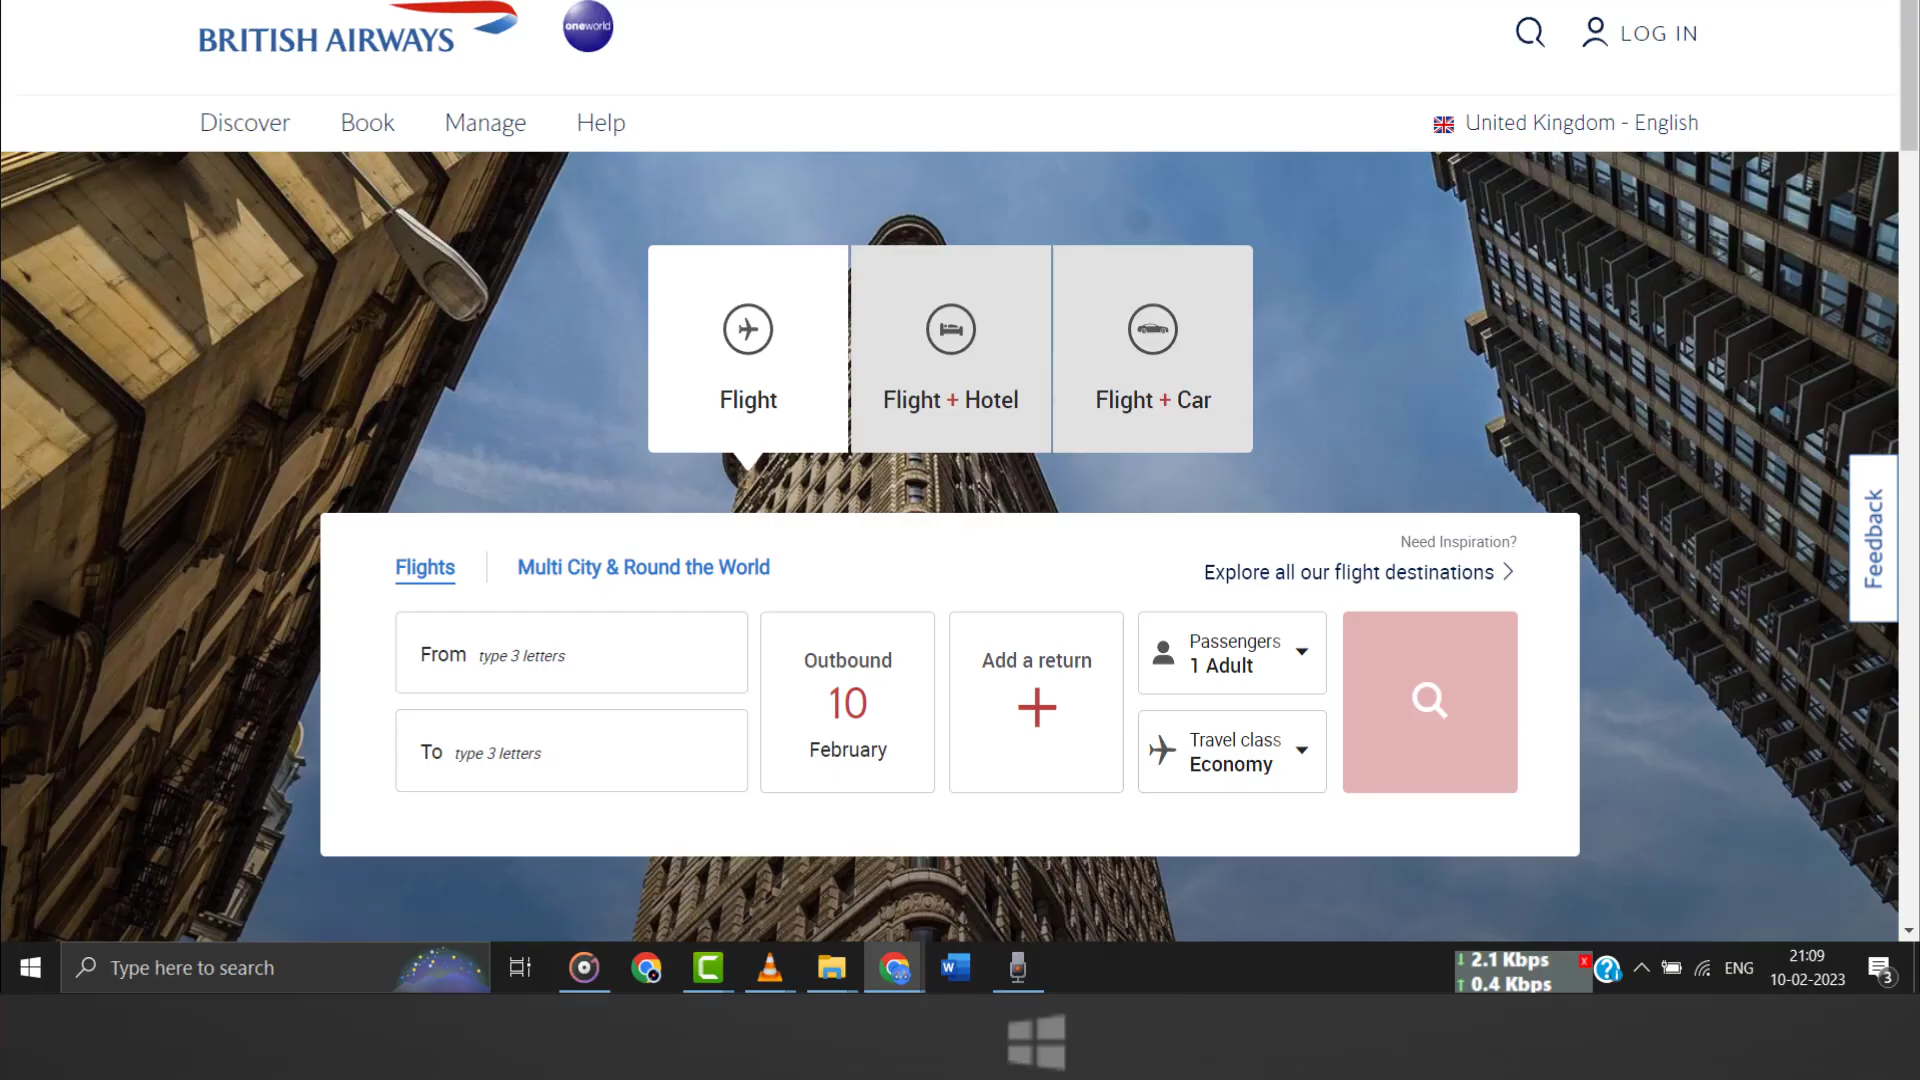 BRITISH AIRWAYS
oneworld
LOG IN
Discover
Book
Manage
Help
United Kingdom - English
Flight
Flight + Hotel
Flight + Car
Feedback
Flights
Multi City & Round the World
Need Inspiration?
Explore all our flight destinations
From type 3 letters
To type 3 letters
Outbound
10
February
Add a return
Passengers
1 Adult
Travel class
Economy
Type here to search
W
2.1 Kbps
0.4 Kbps
x
?
ENG
21:09
10-02-2023
3